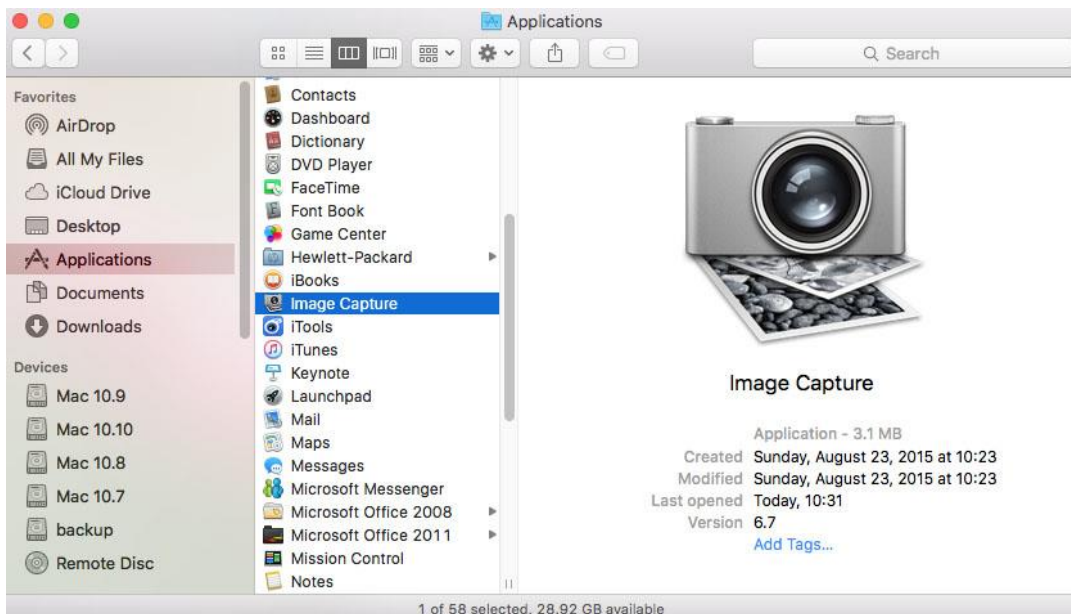 Applications
Search
Favorites
AirDrop
All My Files
iCloud Drive
Desktop
Applications
Documents
Downloads
Devices
Mac 10.9
Mac 10.10
Mac 10.8
Mac 10.7
backup
Remote Disc
Contacts
Dashboard
Dictionary
DVD Player
FaceTime
Font Book
Game Center
Hewlett-Packard
iBooks
Image Capture
iTools
iTunes
Keynote
Launchpad
Mail
Maps
Messages
Microsoft Messenger
Microsoft Office 2008
Microsoft Office 2011
Mission Control
Notes
Image Capture
Application - 3.1 MB
Created Sunday, August 23, 2015 at 10:23
Modified Sunday, August 23, 2015 at 10:23
Last opened Today, 10:31
Version 6.7
Add Tags...
1 of 58 selected, 28.92 GB available